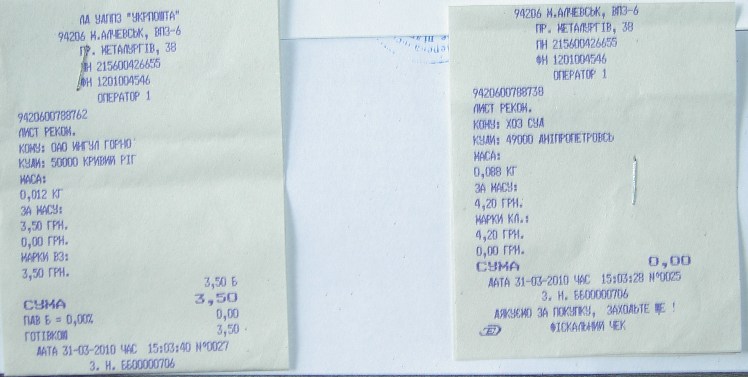 ЛА УДППЗ "УКРПОШТА"
94206 М.АЛЧЕВСЬК, ВПЗ-6
ПР. МЕТАЛУРГІВ, 38
ПН 215600426655
ФН 1201004546
ОПЕРАТОР 1
9420600788762
ЛИСТ РЕКОМ.
КОМУ: ОАО ИНГУЛ ГОРНО
КУДИ: 50000 КРИВИЙ РІГ
МАСА:
0,012 КГ
ЗА МАСУ:
3,50 ГРН.
0,00 ГРН.
МАРКИ ВЗ:
3,50 ГРН.
3,50 Б
СУМА 3,50
ПДВ Б = 0,00% 0,00
ГОТІВКОЮ 3,50
ДАТА 31-03-2010 ЧАС 15:03:40 №0027
З. Н. ББ00000706
94206 М.АЛЧЕВСЬК, ВПЗ-6
ПР. МЕТАЛУРГІВ, 38
ПН 215600426655
ФН 1201004546
ОПЕРАТОР 1
9420600788738
ЛИСТ РЕКОМ.
КОМУ: ХОЗ СУД
КУДИ: 49000 ДНІПРОПЕТРОВСЬ
МАСА:
0,088 КГ
ЗА МАСУ:
4,20 ГРН.
МАРКИ КЛ.:
4,20 ГРН.
0,00 ГРН.
СУМА 0,00
ДАТА 31-03-2010 ЧАС 15:03:28 №0025
З. Н. ББ00000706
ДЯКУЄМО ЗА ПОКУПКУ, ЗАХОДЬТЕ ЩЕ !
ФІСКАЛЬНИЙ ЧЕК